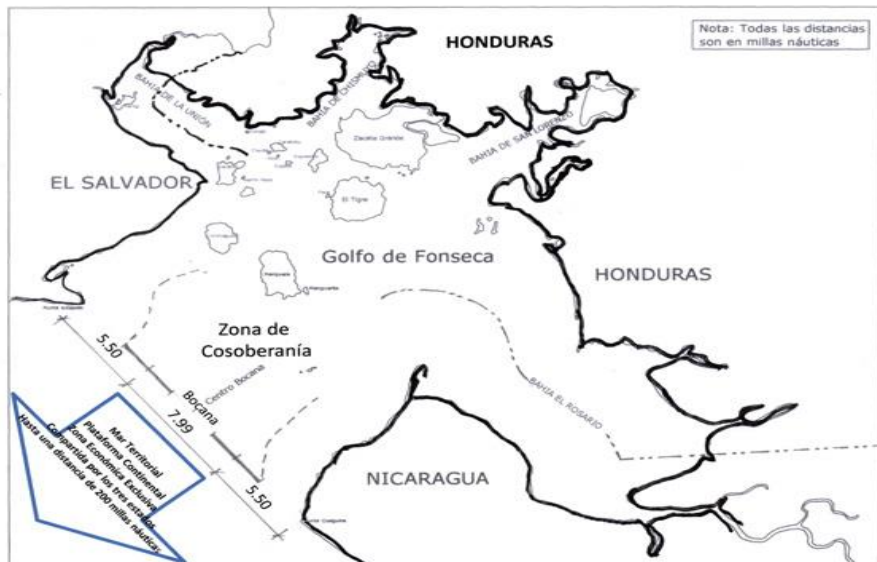 HONDURAS
Nota: Todas las distancias
son en millas náuticas
BAHIA DE LA UNIÓN
BAHIA DE CHISMUYO
BAHIA DE SAN LORENZO
Zacate Grande
EL SALVADOR
El Tigre
Golfo de Fonseca
HONDURAS
Meanguera
Zona de
Cosoberanía
5.50
Centro Bocana
Bocana
7.99
5.50
BAHIA EL ROSARIO
NICARAGUA
Mar Territorial
Plataforma Continental
Zona Económica Exclusiva
Compartida por los tres estados
Hasta una distancia de 200 millas náuticas